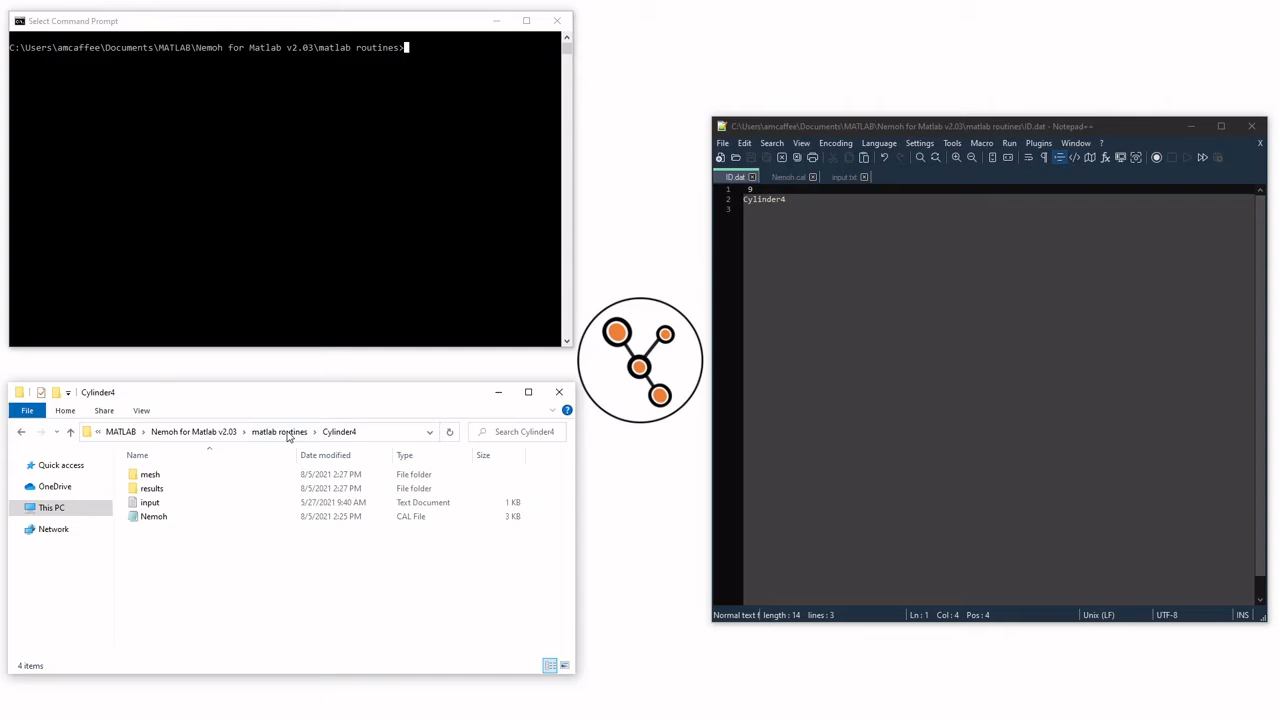 Select Command Prompt
C:\Users\amcaffee\Documents\MATLAB\Nemoh for Matlab v2.03\matlab routines>
C:\Users\amcaffee\Documents\MATLAB\Nemoh for Matlab v2.03\matlab routines\ID.dat - Notepad++
File Edit Search View Encoding Language Settings Tools Macro Run Plugins Window ? X
ID.dat Nemoh.cal input.txt
1 9
2 Cylinder4
3
Normal text f length : 14 lines : 3 Ln : 1 Col : 4 Pos : 4 Unix (LF) UTF-8 INS
Cylinder4
File Home Share View
« MATLAB > Nemoh for Matlab v2.03 > matlab routines > Cylinder4 Search Cylinder4
Name Date modified Type Size
Quick access
OneDrive
This PC
Network
mesh 8/5/2021 2:27 PM File folder
results 8/5/2021 2:27 PM File folder
input 5/27/2021 9:40 AM Text Document 1 KB
Nemoh 8/5/2021 2:25 PM CAL File 3 KB
4 items